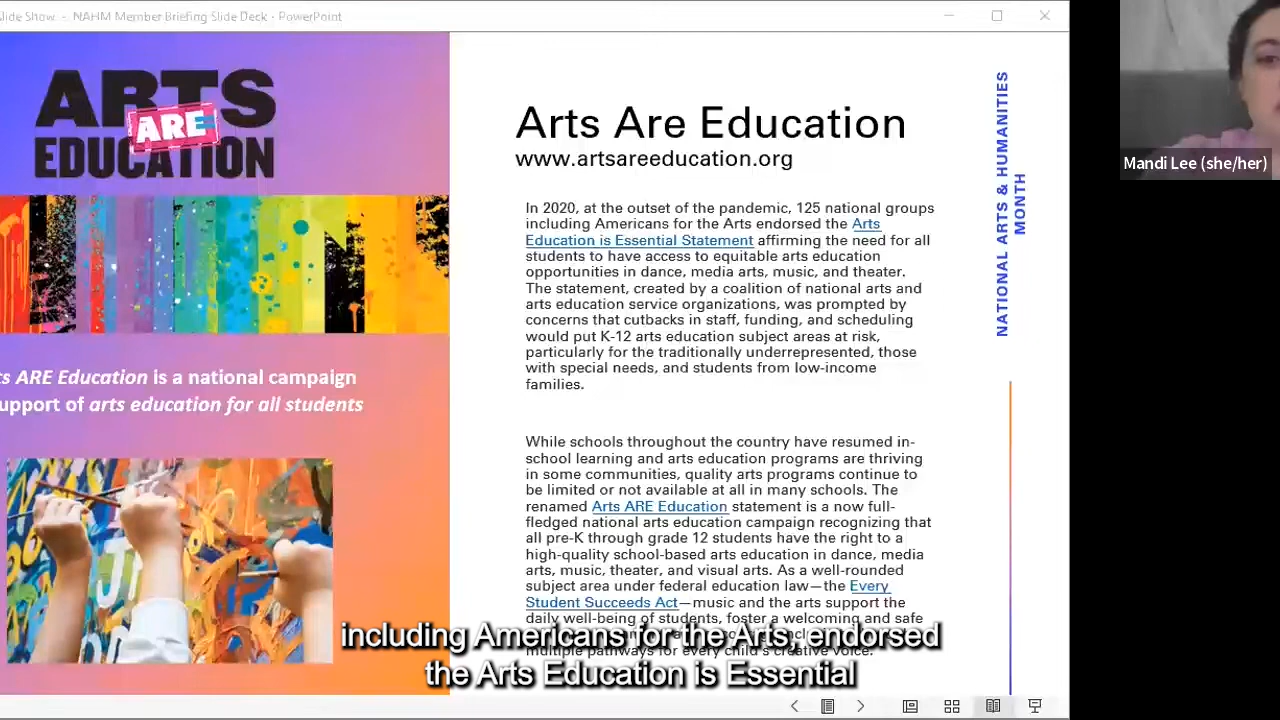 lide Show - NAHM Member Briefing Slide Deck - PowerPoint
ARTS
ARE
EDUCATION
ts ARE Education is a national campaign
upport of arts education for all students
Arts Are Education
www.artsareeducation.org
In 2020, at the outset of the pandemic, 125 national groups
including Americans for the Arts endorsed the Arts
Education is Essential Statement affirming the need for all
students to have access to equitable arts education
opportunities in dance, media arts, music, and theater.
The statement, created by a coalition of national arts and
arts education service organizations, was prompted by
concerns that cutbacks in staff, funding, and scheduling
would put K-12 arts education subject areas at risk,
particularly for the traditionally underrepresented, those
with special needs, and students from low-income
families.
While schools throughout the country have resumed in-
school learning and arts education programs are thriving
in some communities, quality arts programs continue to
be limited or not available at all in many schools. The
renamed Arts ARE Education statement is a now full-
fledged national arts education campaign recognizing that
all pre-K through grade 12 students have the right to a
high-quality school-based arts education in dance, media
arts, music, theater, and visual arts. As a well-rounded
subject area under federal education law—the Every
Student Succeeds Act—music and the arts support the
daily well-being of students, foster a welcoming and safe
multiple pathways for every child's creative voice.
NATIONAL ARTS & HUMANITIES
MONTH
Mandi Lee (she/her)
including Americans for the Arts, endorsed
the Arts Education is Essential